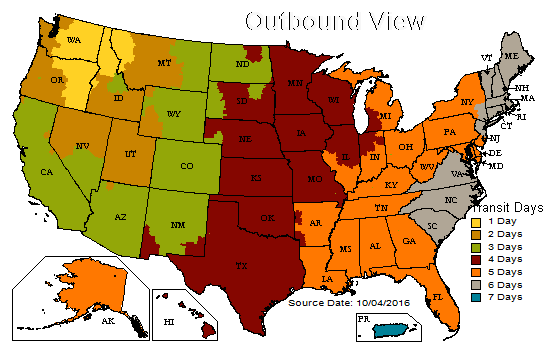 Outbound View
WA
OR
MT
ID
ND
SD
WY
NV
UT
CA
CO
AZ
NM
NE
KS
OK
TX
MN
IA
MO
WI
IL
IN
MI
OH
KY
TN
AR
LA
MS
AL
GA
FL
SC
NC
VA
WV
PA
NY
VT
ME
NH
MA
RI
CT
NJ
DE
MD
AK
HI
PR
Transit Days
1 Day
2 Days
3 Days
4 Days
5 Days
6 Days
7 Days
Source Date: 10/04/2016